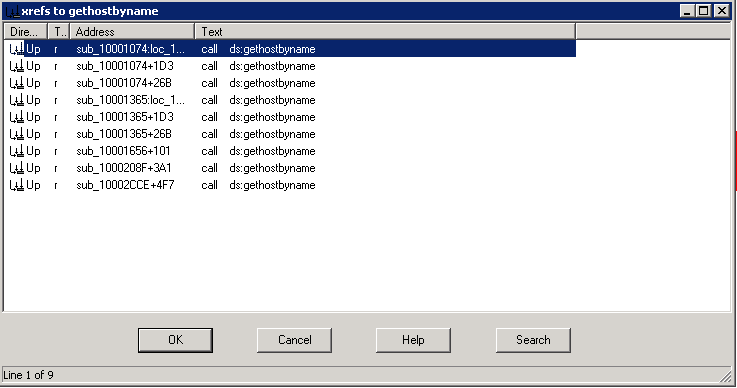 xrefs to gethostbyname
Dire... T.. Address Text
Up r sub_10001074:loc_1... call ds:gethostbyname
Up r sub_10001074+1D3 call ds:gethostbyname
Up r sub_10001074+26B call ds:gethostbyname
Up r sub_10001365:loc_1... call ds:gethostbyname
Up r sub_10001365+1D3 call ds:gethostbyname
Up r sub_10001365+26B call ds:gethostbyname
Up r sub_10001656+101 call ds:gethostbyname
Up r sub_1000208F+3A1 call ds:gethostbyname
Up r sub_10002CCE+4F7 call ds:gethostbyname
OK Cancel Help Search
Line 1 of 9